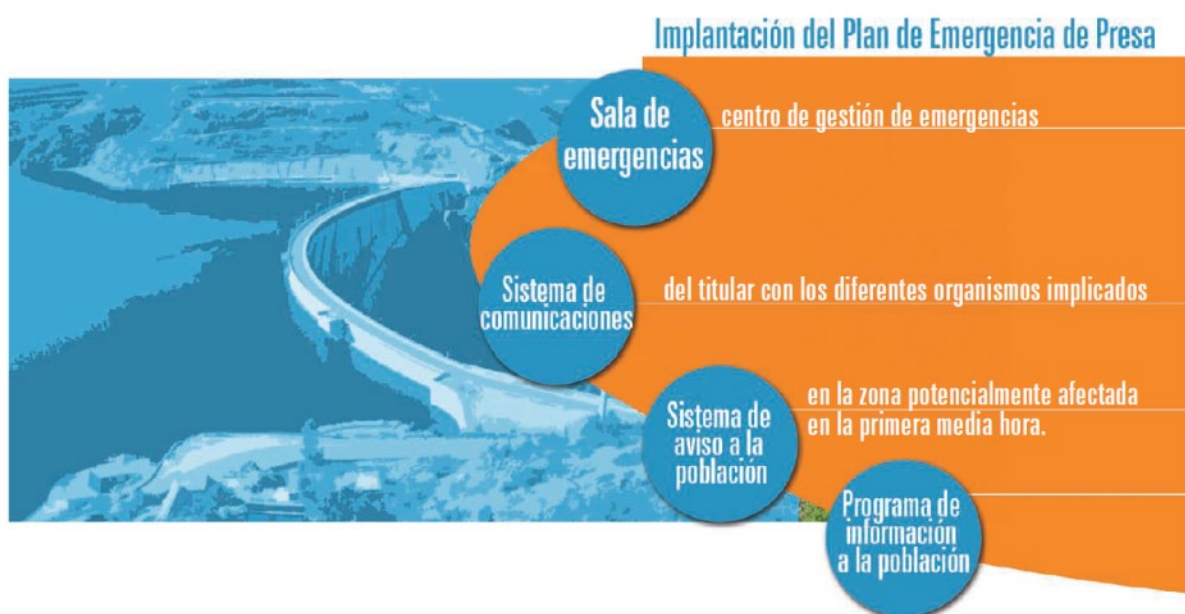 Implantación del Plan de Emergencia de Presa
Sala de
emergencias
centro de gestión de emergencias
Sistema de
comunicaciones
del titular con los diferentes organismos implicados
Sistema de
aviso a la
población
en la zona potencialmente afectada
en la primera media hora.
Programa de
información
a la población